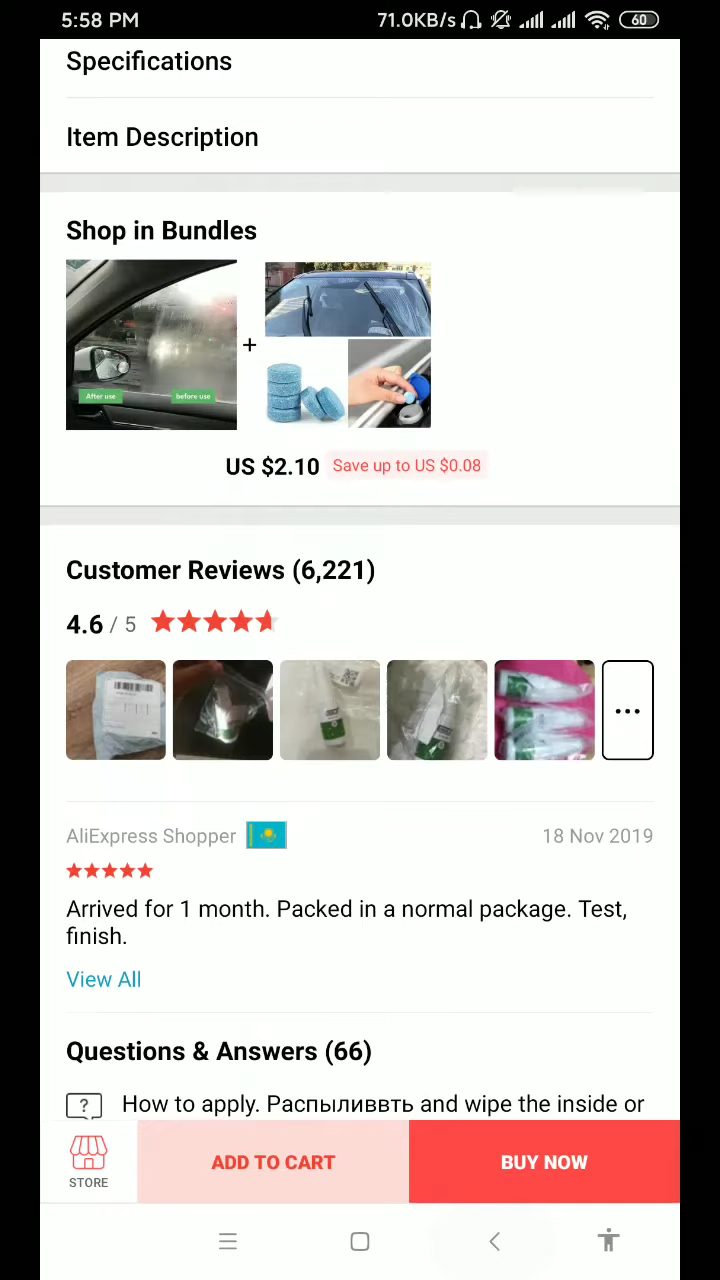 5:58 PM 71.0KB/s 60
Specifications
Item Description
Shop in Bundles
After use before use
+
US $2.10 Save up to US $0.08
Customer Reviews (6,221)
4.6 / 5
...
AliExpress Shopper 18 Nov 2019
Arrived for 1 month. Packed in a normal package. Test,
finish.
View All
Questions & Answers (66)
? How to apply. Распыливвть and wipe the inside or
STORE
ADD TO CART
BUY NOW